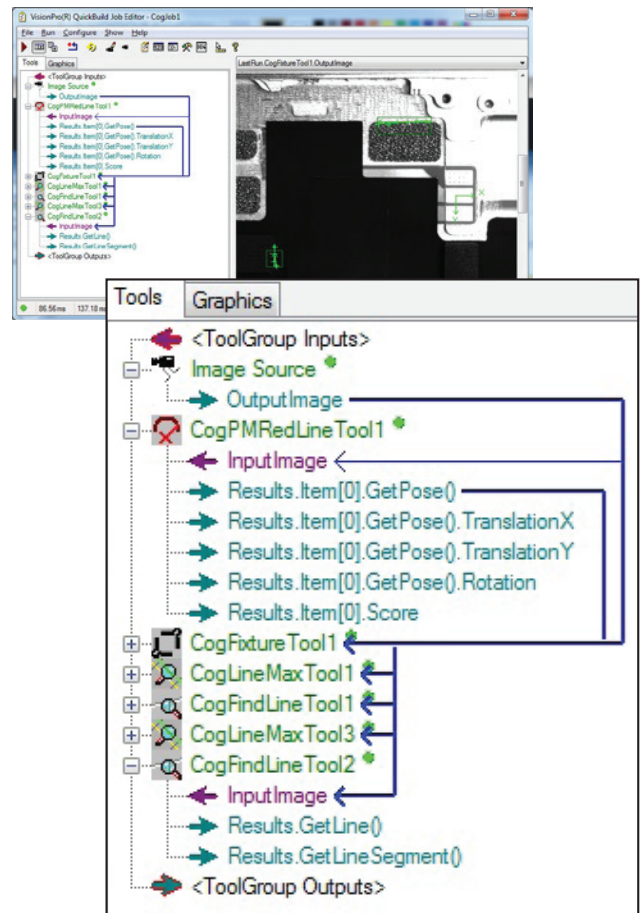 VisionPro(R) QuickBuild Job Editor - CogJob1
File Run Configure Show Help
Tools Graphics
LastRun.CogFixtureTool1.OutputImage
<ToolGroup Inputs>
Image Source
OutputImage
CogPMRedLineTool1
InputImage
Results.Item[0].GetPose()
Results.Item[0].GetPose().TranslationX
Results.Item[0].GetPose().TranslationY
Results.Item[0].GetPose().Rotation
Results.Item[0].Score
CogFixtureTool1
CogLineMaxTool1
CogFindLineTool1
CogLineMaxTool3
CogFindLineTool2
InputImage
Results.GetLine()
Results.GetLineSegment()
<ToolGroup Outputs>
X
86.56 ms 137.18 ms
Tools Graphics
<ToolGroup Inputs>
Image Source
OutputImage
CogPMRedLineTool1
InputImage
Results.Item[0].GetPose()
Results.Item[0].GetPose().TranslationX
Results.Item[0].GetPose().TranslationY
Results.Item[0].GetPose().Rotation
Results.Item[0].Score
CogFixtureTool1
CogLineMaxTool1
CogFindLineTool1
CogLineMaxTool3
CogFindLineTool2
InputImage
Results.GetLine()
Results.GetLineSegment()
<ToolGroup Outputs>